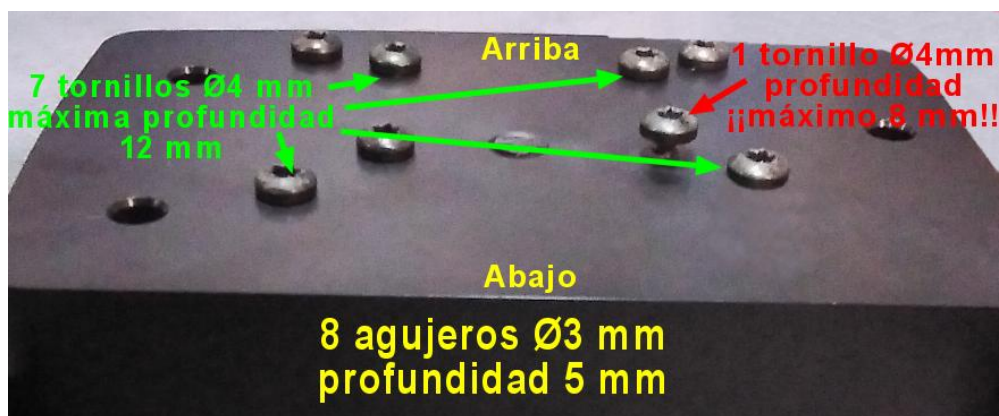 Arriba
7 tornillos Ø4 mm
máxima profundidad
12 mm
1 tornillo Ø4mm
profundidad
¡¡máximo 8 mm!!
Abajo
8 agujeros Ø3 mm
profundidad 5 mm